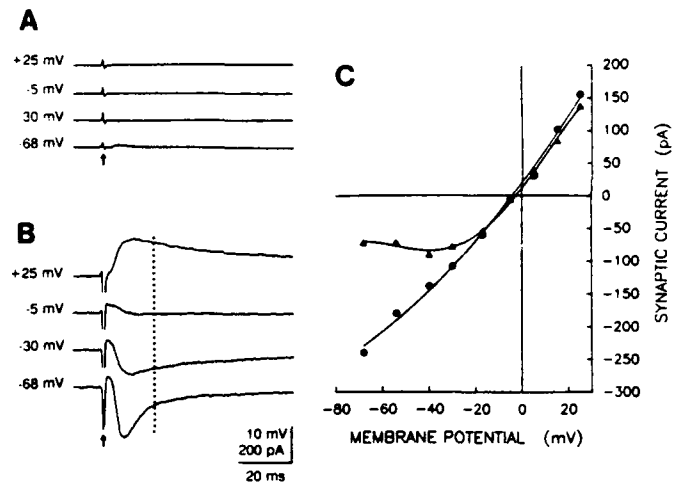 A
+25 mV
-5 mV
30 mV
-68 mV
B
+25 mV
-5 mV
-30 mV
-68 mV
10 mV
200 pA
20 ms
C
200
150
100
50
0
-50
-100
-150
-200
-250
-300
SYNAPTIC CURRENT (pA)
-80 -60 -40 -20 0 20
MEMBRANE POTENTIAL (mV)